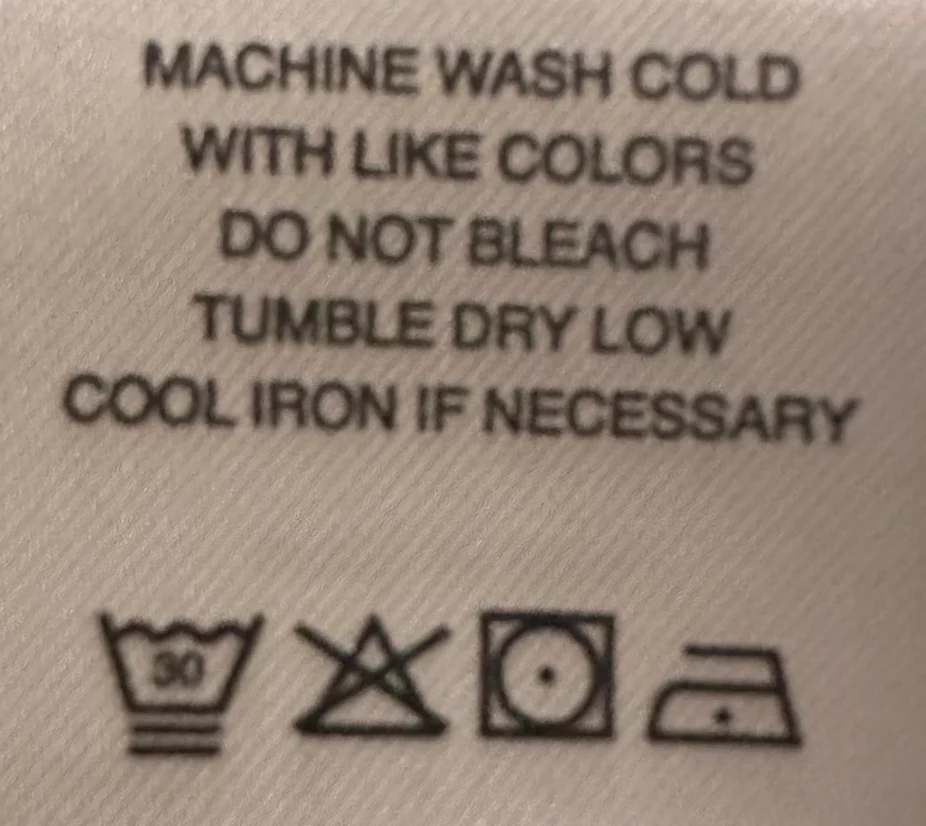 MACHINE WASH COLD
WITH LIKE COLORS
DO NOT BLEACH
TUMBLE DRY LOW
COOL IRON IF NECESSARY
30